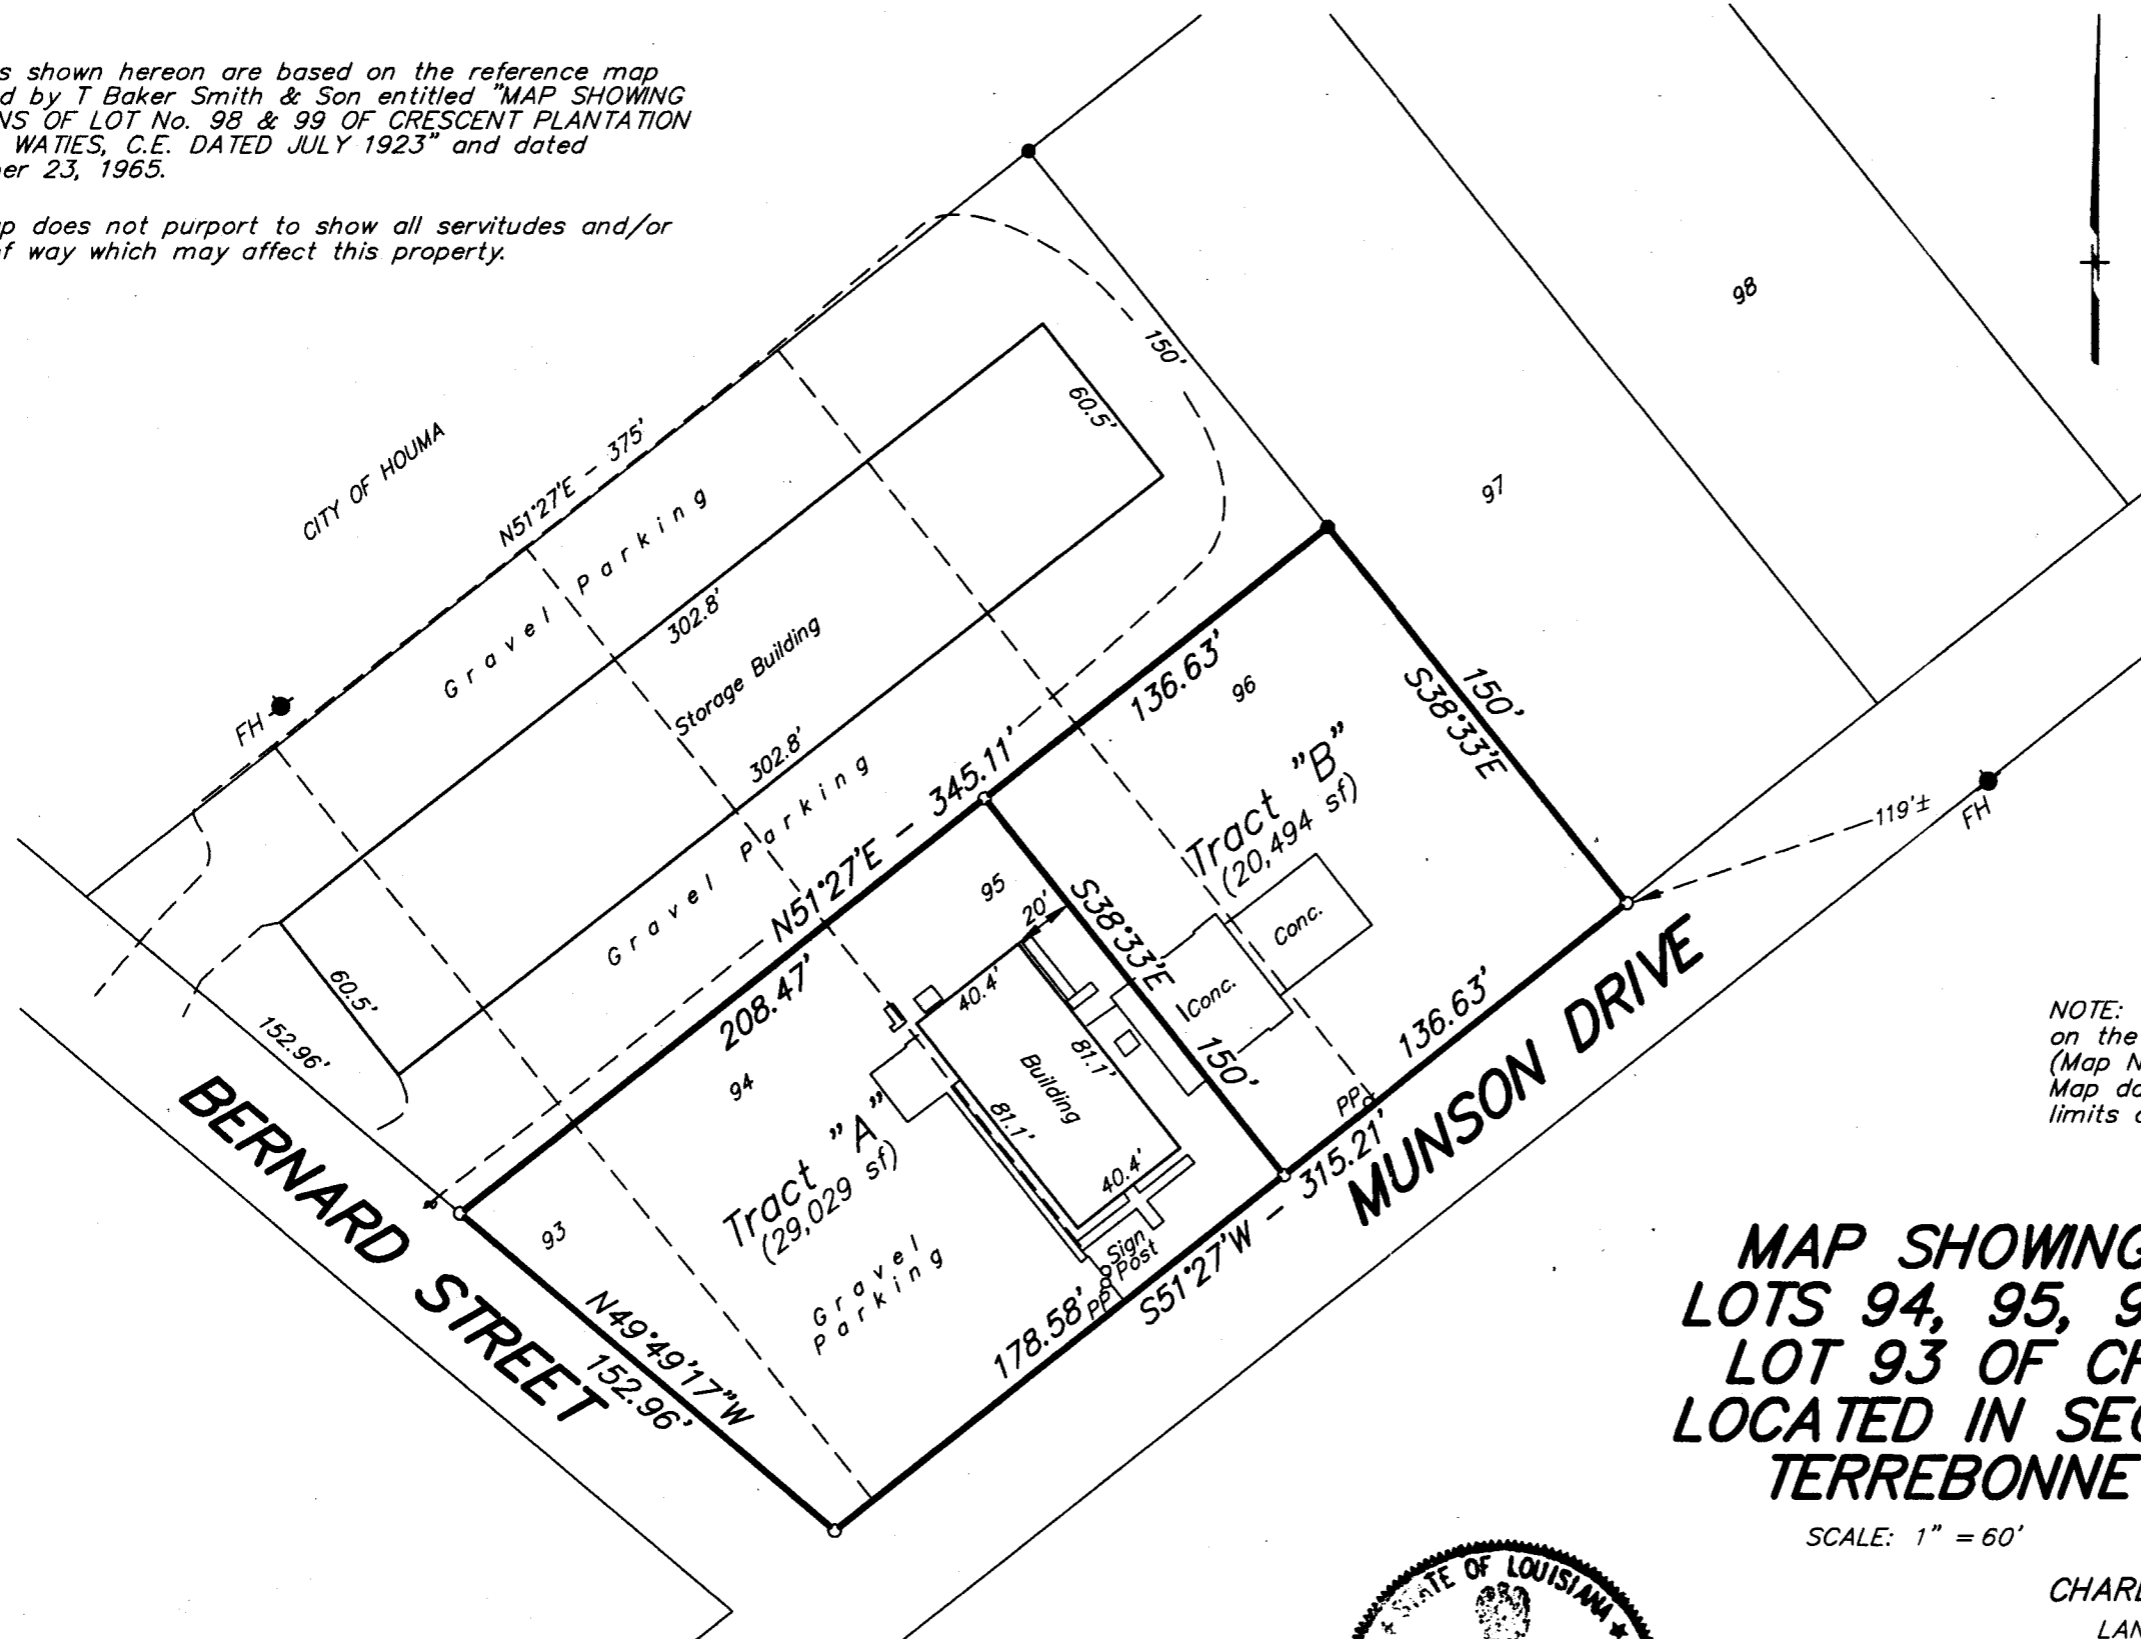 s shown hereon are based on the reference map
d by T Baker Smith & Son entitled "MAP SHOWING
NS OF LOT No. 98 & 99 OF CRESCENT PLANTATION
WATIES, C.E. DATED JULY 1923" and dated
er 23, 1965.
p does not purport to show all servitudes and/or
f way which may affect this property.
98
97
150'
60.5'
CITY OF HOUMA
N51°27'E - 375'
Gravel Parking
302.8'
Storage Building
302.8'
FH
Gravel Parking
136.63'
96
150'
S38°33'E
N51°27'E - 345.11'
Tract "B"
(20,494 sf)
119'±
FH
208.47'
95
20'
S38°33'E
150'
Conc.
Conc.
60.5'
152.96'
40.4'
81.1'
Building
81.1'
40.4'
136.63'
PP
MUNSON DRIVE
94
Tract "A"
(29,029 sf)
Gravel
Parking
Sign
Post
PP
178.58'
S51°27'W - 315.21'
BERNARD STREET
93
N49°49'17"W
152.96'
NOTE:
on the
(Map N
Map da
limits o
MAP SHOWING
LOTS 94, 95, 9
LOT 93 OF CR
LOCATED IN SEC
TERREBONNE
SCALE: 1" = 60'
STATE OF LOUISIANA
CHARL
LAN